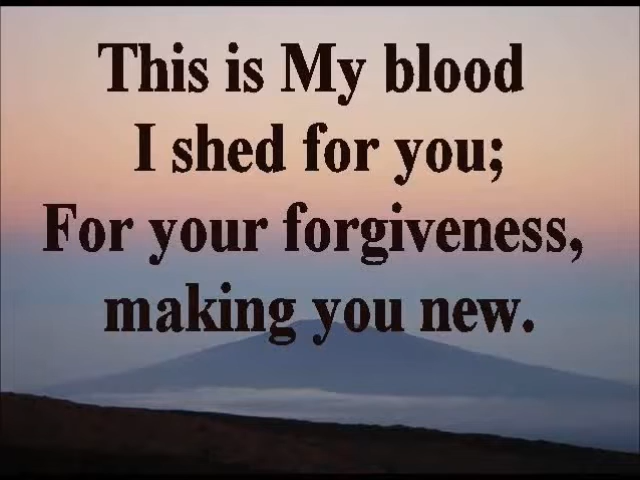 This is My blood
I shed for you;
For your forgiveness,
making you new.